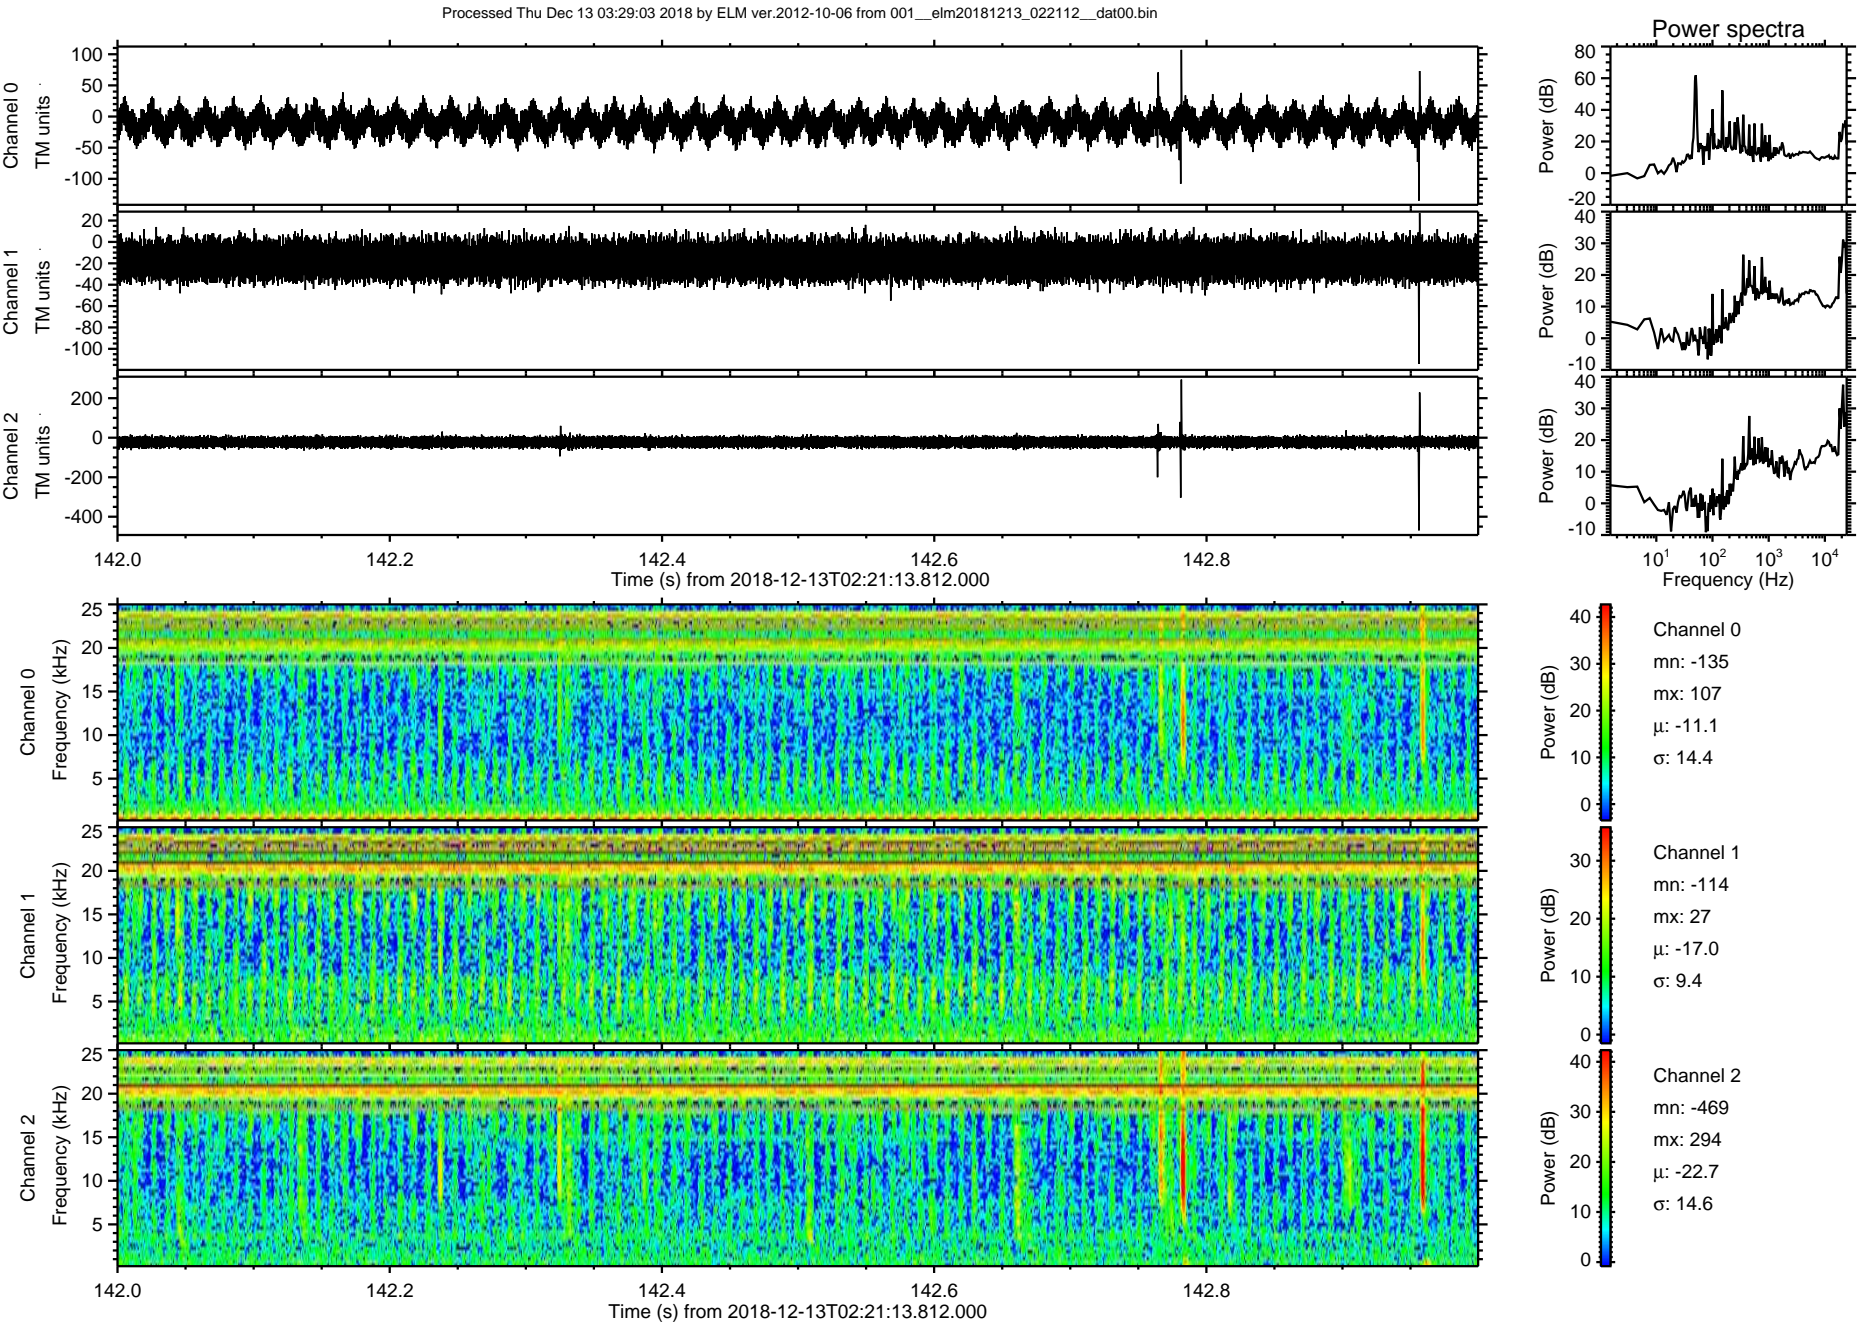 Processed Thu Dec 13 03:29:03 2018 by ELM ver.2012-10-06 from 001__elm20181213_022112__dat00.bin
Power spectra
Channel 0
TM units
100
50
0
-50
-100
Power (dB)
80
60
40
20
0
-20
Channel 1
TM units
20
0
-20
-40
-60
-80
-100
Power (dB)
40
30
20
10
0
-10
Channel 2
TM units
200
0
-200
-400
Power (dB)
40
30
20
10
0
-10
142.0 142.2 142.4 142.6 142.8
Time (s) from 2018-12-13T02:21:13.812.000
10^1 10^2 10^3 10^4
Frequency (Hz)
Channel 0
Frequency (kHz)
25
20
15
10
5
Power (dB)
40
30
20
10
0
Channel 0
mn: -135
mx: 107
μ: -11.1
σ: 14.4
Channel 1
Frequency (kHz)
25
20
15
10
5
Power (dB)
30
20
10
0
Channel 1
mn: -114
mx: 27
μ: -17.0
σ: 9.4
Channel 2
Frequency (kHz)
25
20
15
10
5
Power (dB)
40
30
20
10
0
Channel 2
mn: -469
mx: 294
μ: -22.7
σ: 14.6
142.0 142.2 142.4 142.6 142.8
Time (s) from 2018-12-13T02:21:13.812.000